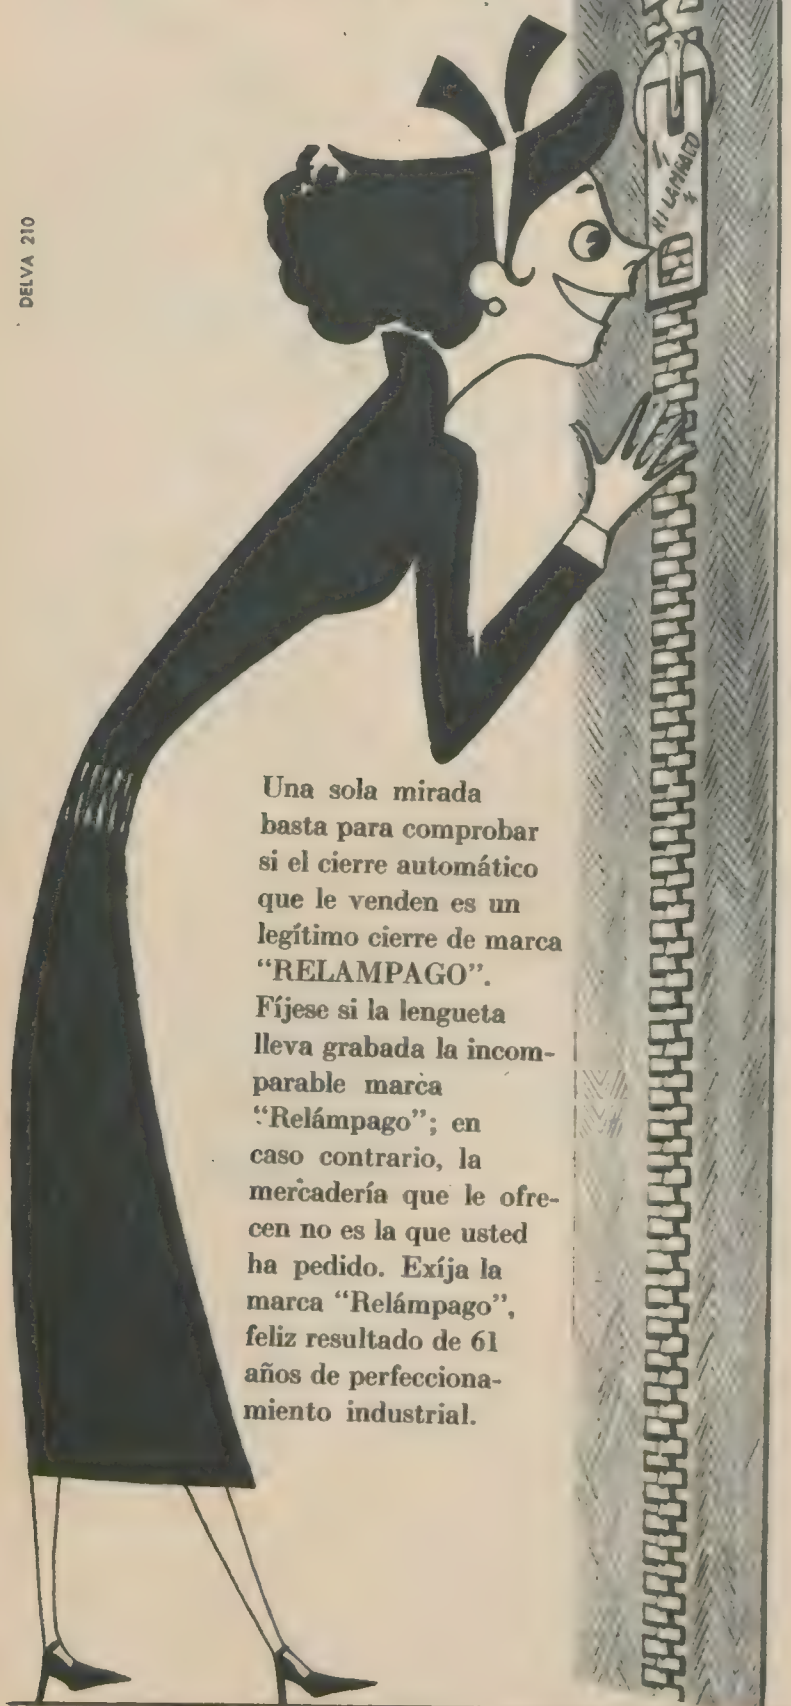 DELVA 210
Una sola mirada
basta para comprobar
si el cierre automático
que le venden es un
legítimo cierre de marca
“RELAMPAGO”.
Fíjese si la lengueta
lleva grabada la incom-
parable marca
“Relámpago”; en
caso contrario, la
mercadería que le ofre-
cen no es la que usted
ha pedido. Exíja la
marca “Relámpago”,
feliz resultado de 61
años de perfecciona-
miento industrial.